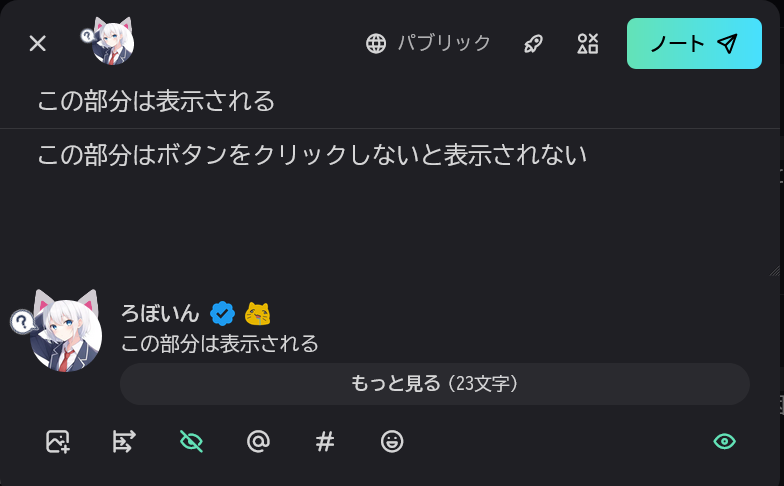 パブリック
ノート
この部分は表示される
この部分はボタンをクリックしないと表示されない
?
ろぼいん
この部分は表示される
もっと見る (23文字)